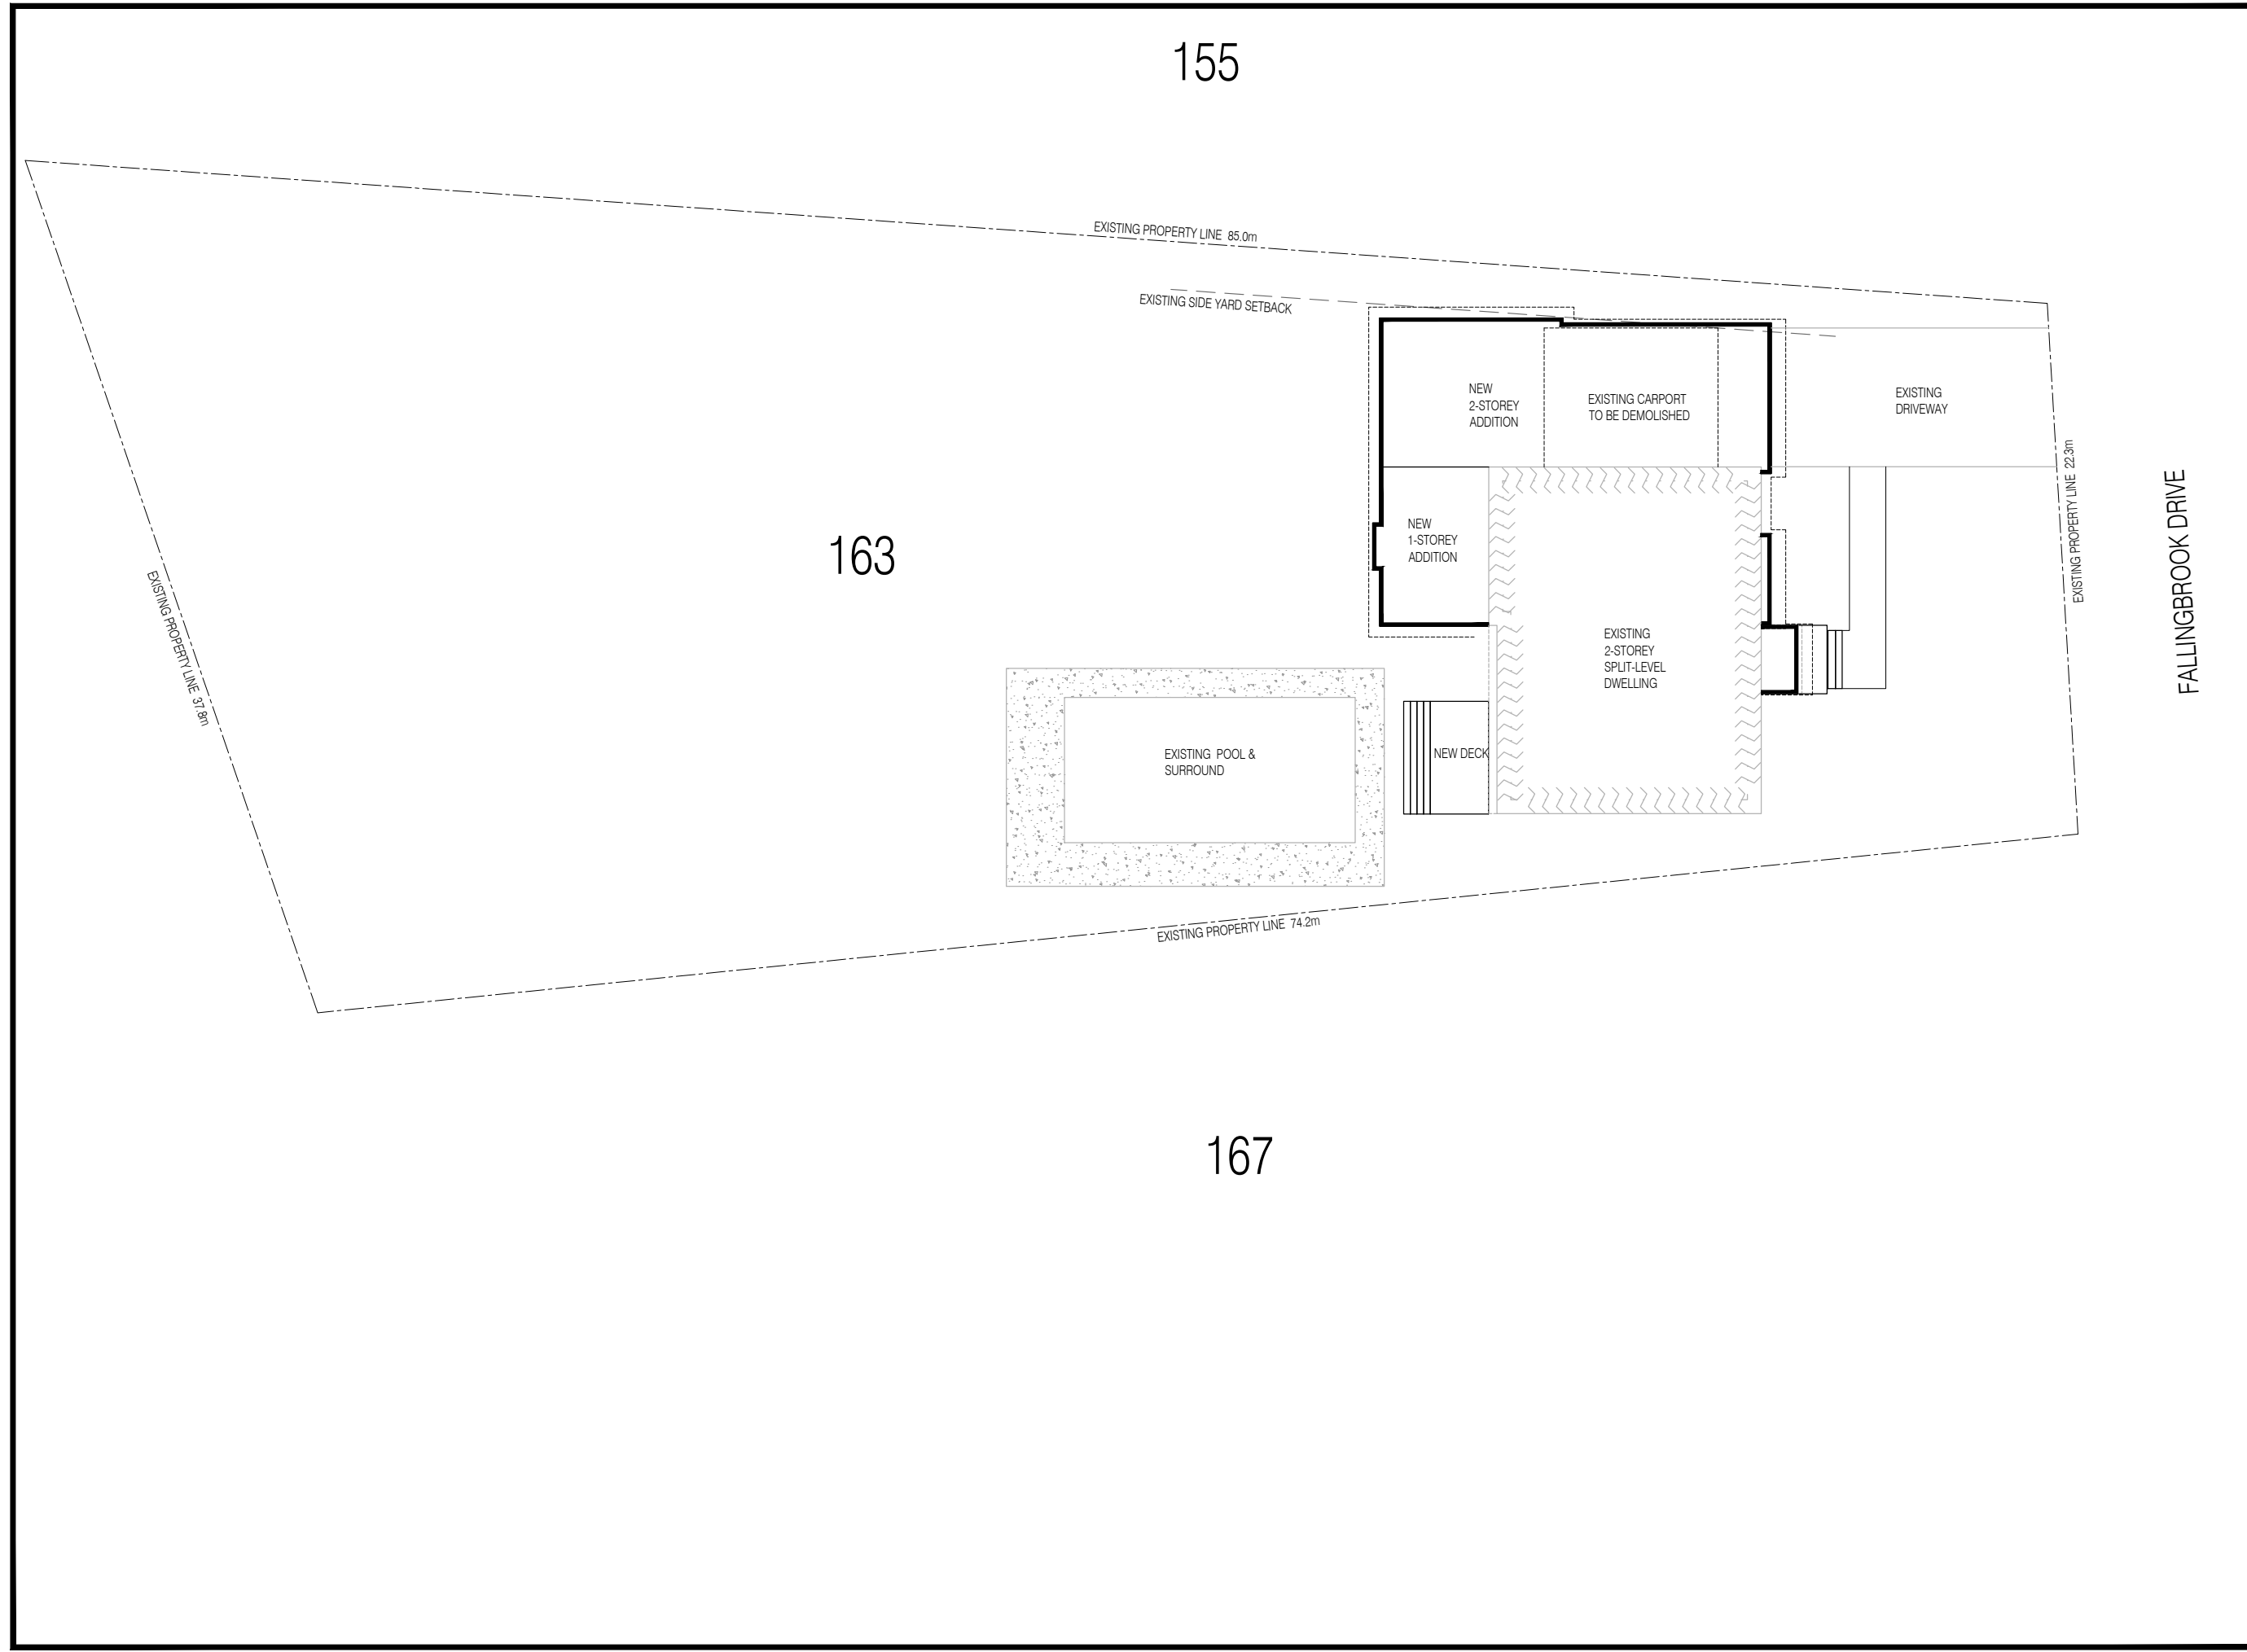 155
EXISTING PROPERTY LINE 85.0m
EXISTING SIDE YARD SETBACK
NEW
2-STOREY
ADDITION
EXISTING CARPORT
TO BE DEMOLISHED
EXISTING
DRIVEWAY
EXISTING PROPERTY LINE 22.3m
FALLINGBROOK DRIVE
163
NEW
1-STOREY
ADDITION
EXISTING PROPERTY LINE 37.8m
EXISTING
2-STOREY
SPLIT-LEVEL
DWELLING
EXISTING POOL &
SURROUND
NEW DECK
EXISTING PROPERTY LINE 74.2m
167